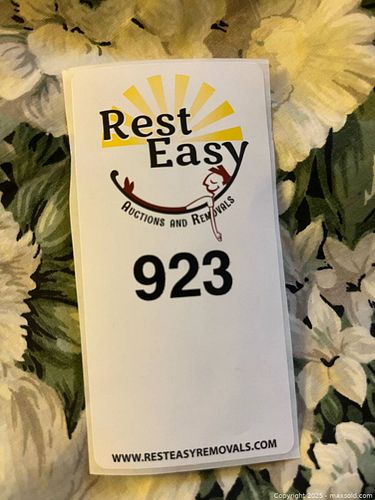 Rest
Easy
AUCTIONS AND REMOVALS
923
WWW.RESTEASYREMOVALS.COM
Copyright 2025 - maxsold.com